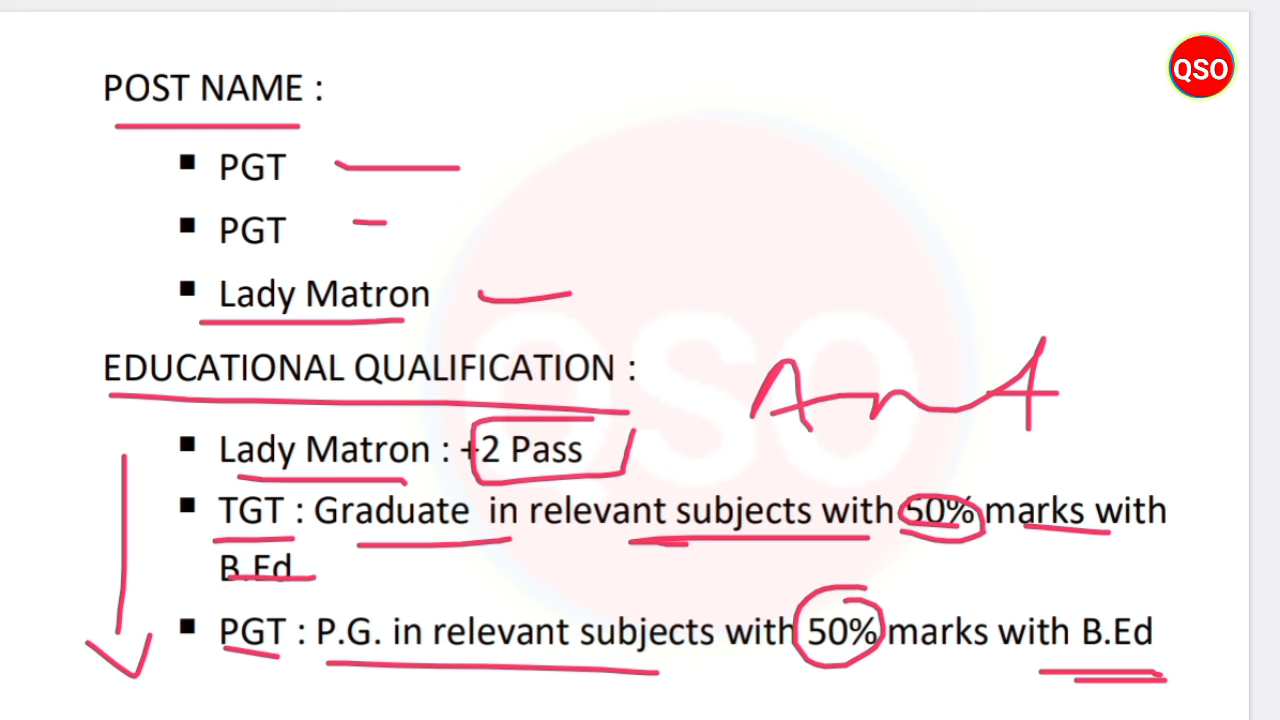 QSO
POST NAME :
▪ PGT
▪ PGT
▪ Lady Matron
EDUCATIONAL QUALIFICATION :
▪ Lady Matron : +2 Pass
▪ TGT : Graduate in relevant subjects with 50% marks with
B.Ed
▪ PGT : P.G. in relevant subjects with 50% marks with B.Ed
QSO